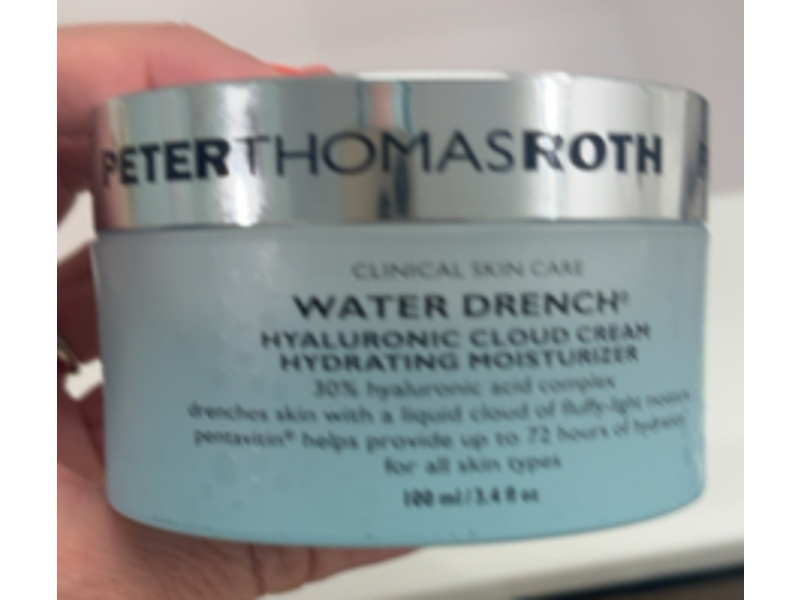 PETERTHOMASROTH
CLINICAL SKIN CARE
WATER DRENCH®
HYALURONIC CLOUD CREAM
HYDRATING MOISTURIZER
30% hyaluronic acid complex
drenches skin with a liquid cloud of fluffy-light moisture
pentavitin® helps provide up to 72 hours of hydration
for all skin types
100 ml / 3.4 fl oz